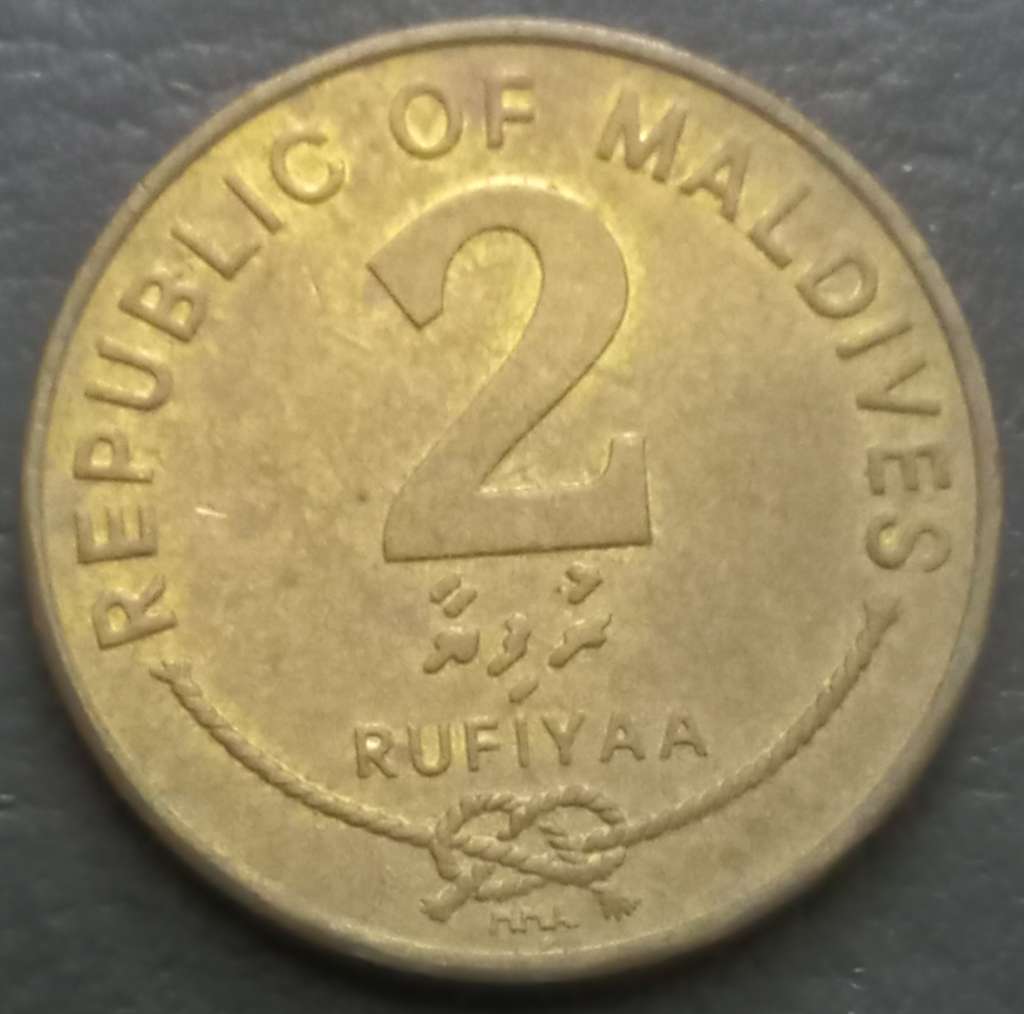 REPUBLIC OF MALDIVES
2
ރުފިޔާ
RUFIYAA